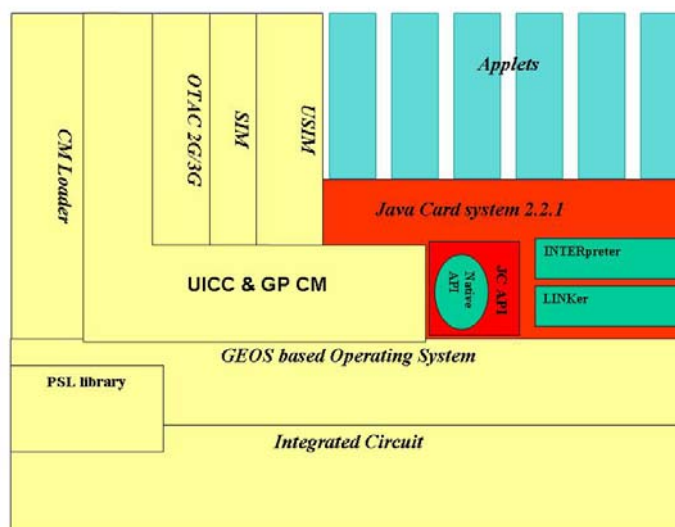 CM Loader
OTAC 2G/3G
SIM
USIM
Applets
Java Card system 2.2.1
UICC & GP CM
Native
API
JC API
INTERpreter
LINKer
GEOS based Operating System
PSL library
Integrated Circuit